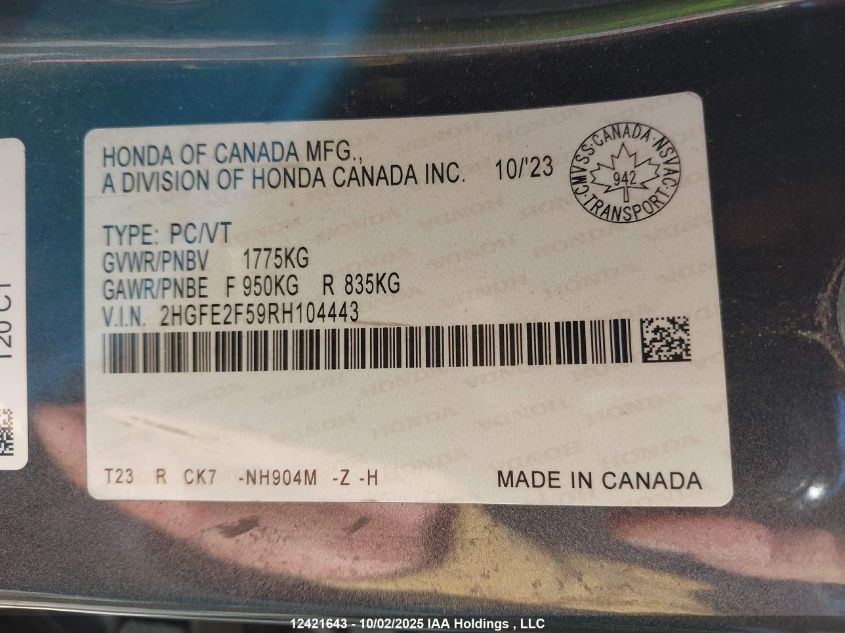 HONDA OF CANADA MFG.,
A DIVISION OF HONDA CANADA INC. 10/'23
CMVSS·CANADA·NSVAC·TRANSPORT·
942
TYPE: PC/VT
GVWR/PNBV 1775KG
GAWR/PNBE F 950KG R 835KG
V.I.N. 2HGFE2F59RH104443
T23 R CK7 -NH904M -Z -H
MADE IN CANADA
120 CT
12421643 - 10/02/2025 IAA Holdings , LLC